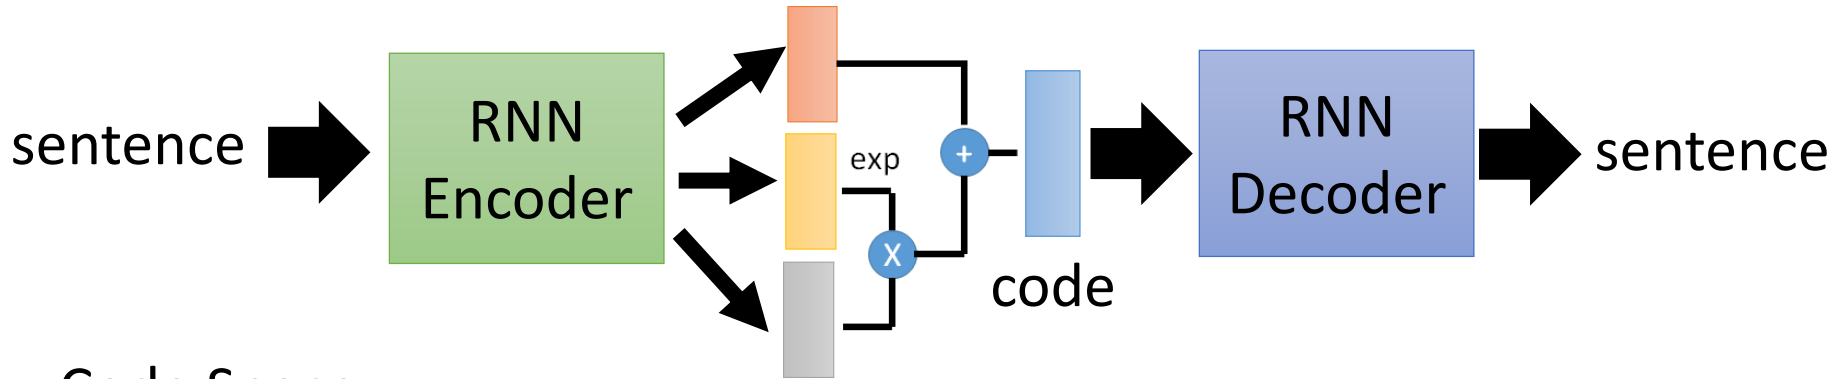 sentence
RNN
Encoder
exp
X
+
code
RNN
Decoder
sentence